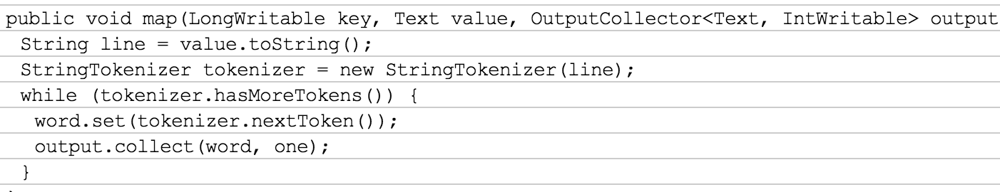 public void map(LongWritable key, Text value, OutputCollector<Text, IntWritable> output
String line = value.toString();
StringTokenizer tokenizer = new StringTokenizer(line);
while (tokenizer.hasMoreTokens()) {
word.set(tokenizer.nextToken());
output.collect(word, one);
}